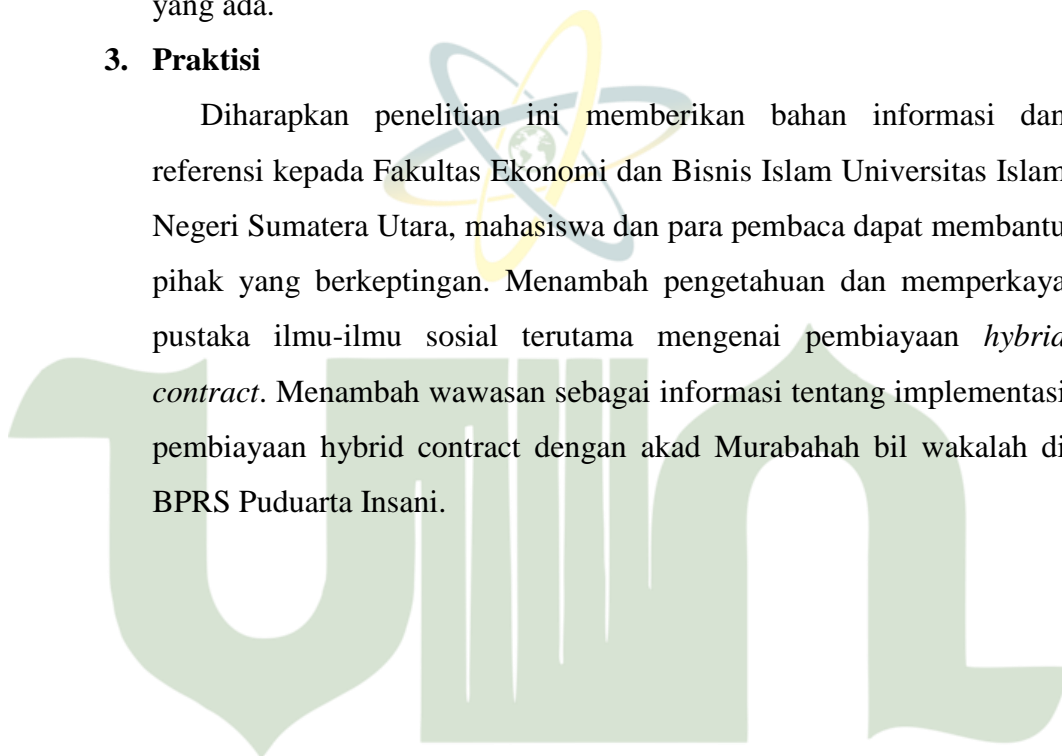 yang ada.
3. Praktisi
Diharapkan penelitian ini memberikan bahan informasi dan
referensi kepada Fakultas Ekonomi dan Bisnis Islam Universitas Islam
Negeri Sumatera Utara, mahasiswa dan para pembaca dapat membantu
pihak yang berkeptingan. Menambah pengetahuan dan memperkaya
pustaka ilmu-ilmu sosial terutama mengenai pembiayaan hybrid
contract. Menambah wawasan sebagai informasi tentang implementasi
pembiayaan hybrid contract dengan akad Murabahah bil wakalah di
BPRS Puduarta Insani.